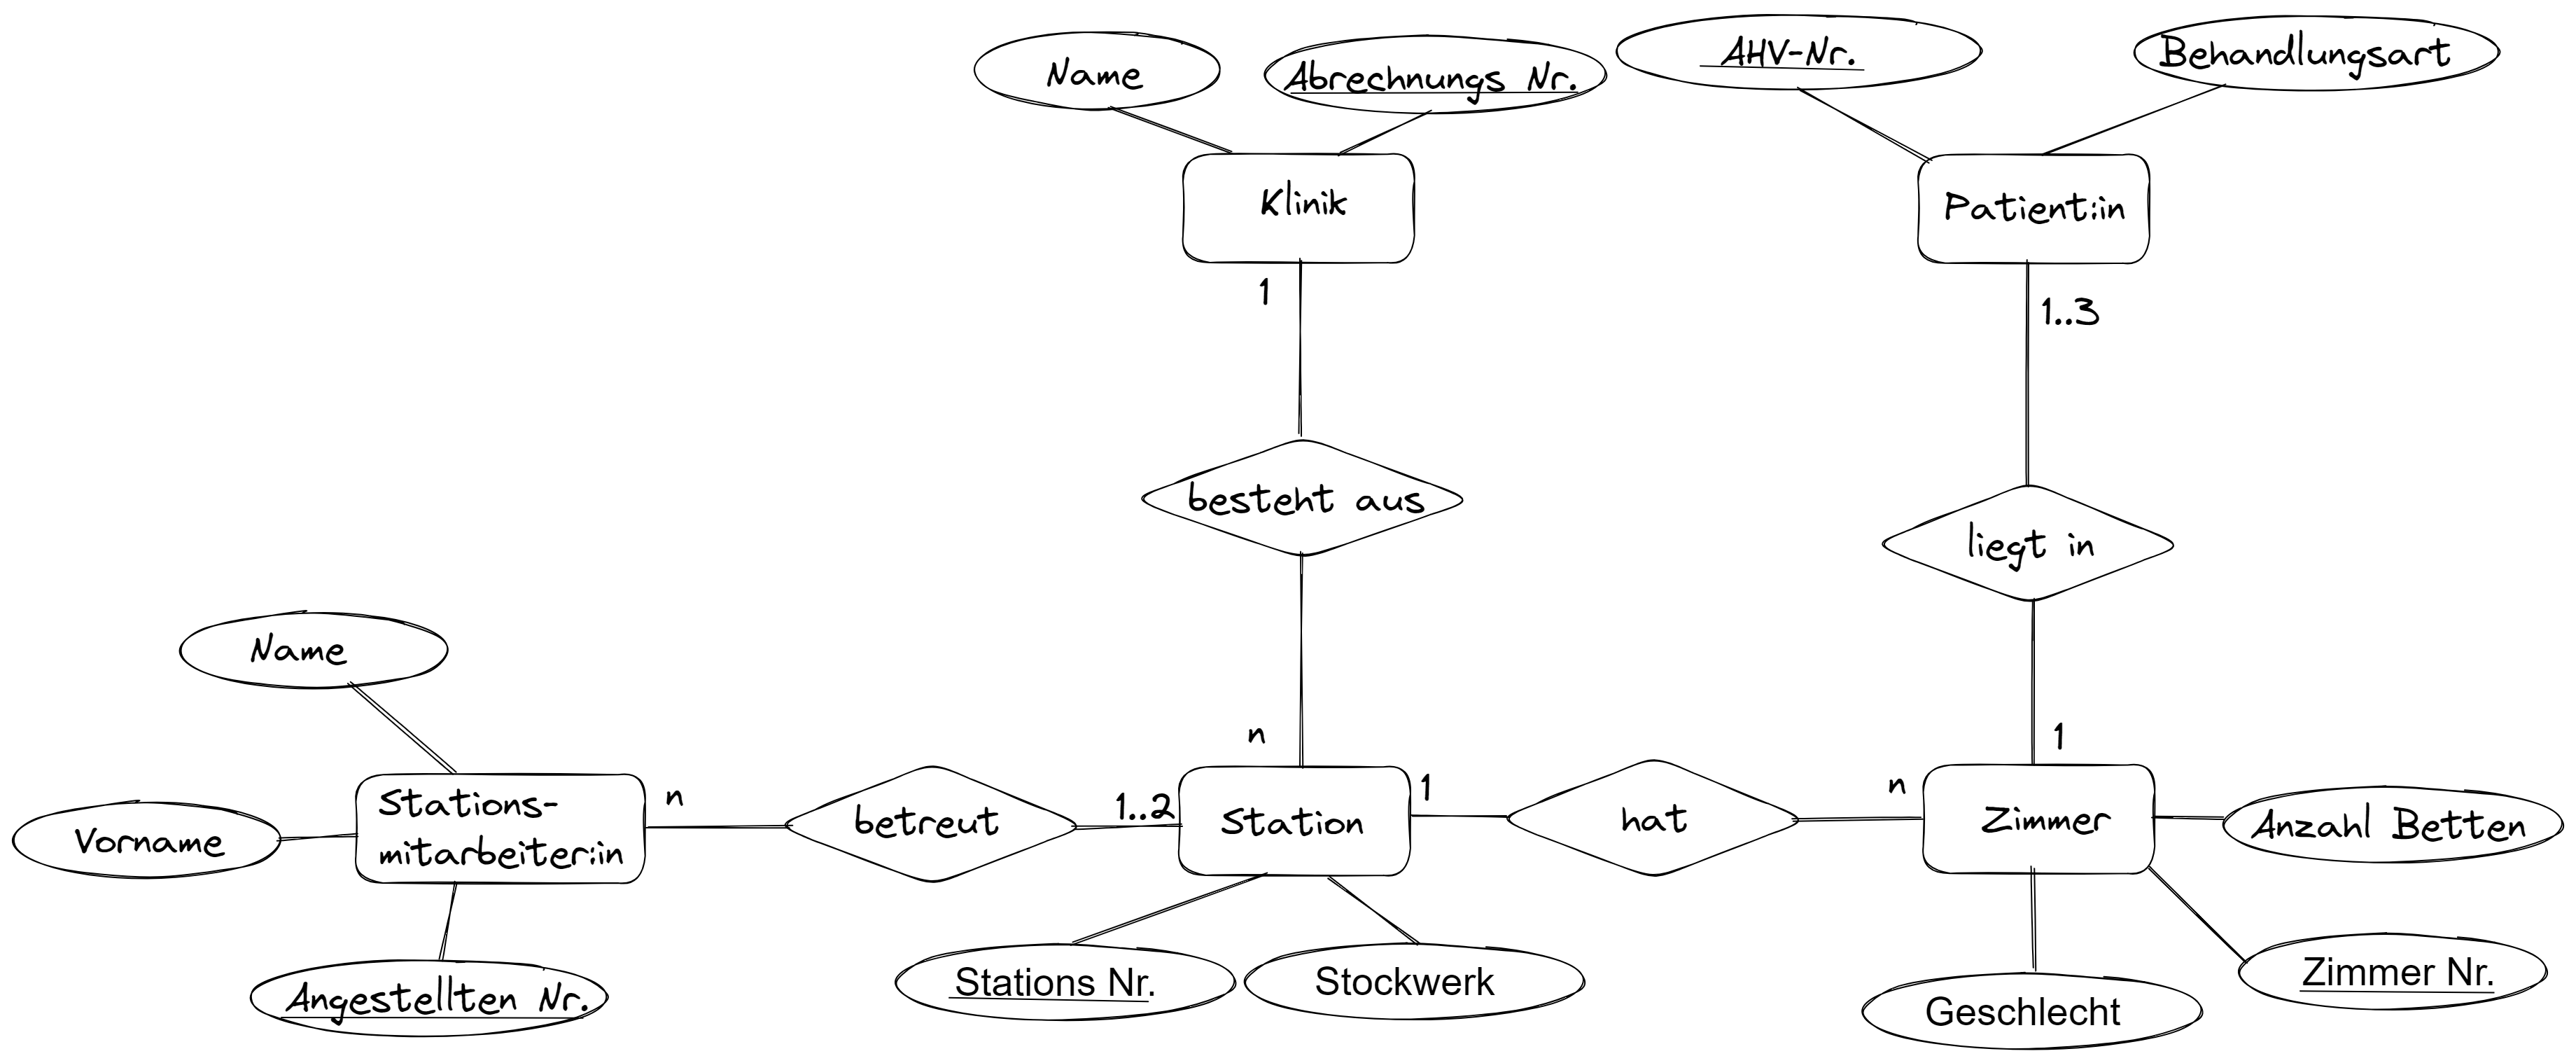 Name
Abrechnungs Nr.
AHV-Nr.
Behandlungsart
Klinik
Patient:in
1
1..3
besteht aus
liegt in
Name
n
1
Stations-
mitarbeiter:in
Vorname
n
betreut
1..2
Station
1
hat
n
Zimmer
Anzahl Betten
Angestellten Nr.
Stations Nr.
Stockwerk
Geschlecht
Zimmer Nr.